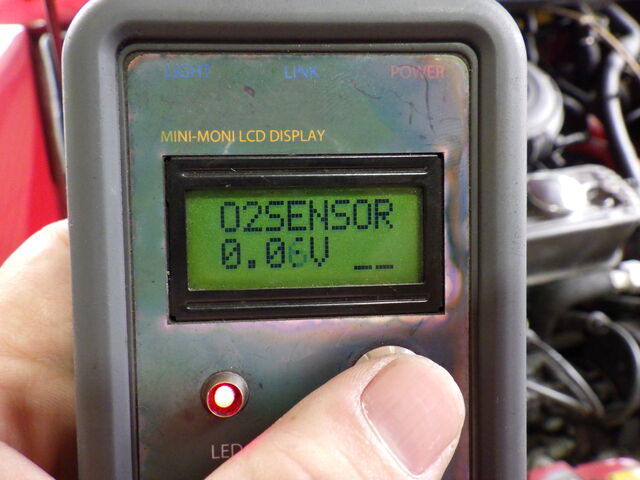 LIGHT LINK POWER
MINI-MONI LCD DISPLAY
O2SENSOR
0.06V __
LED